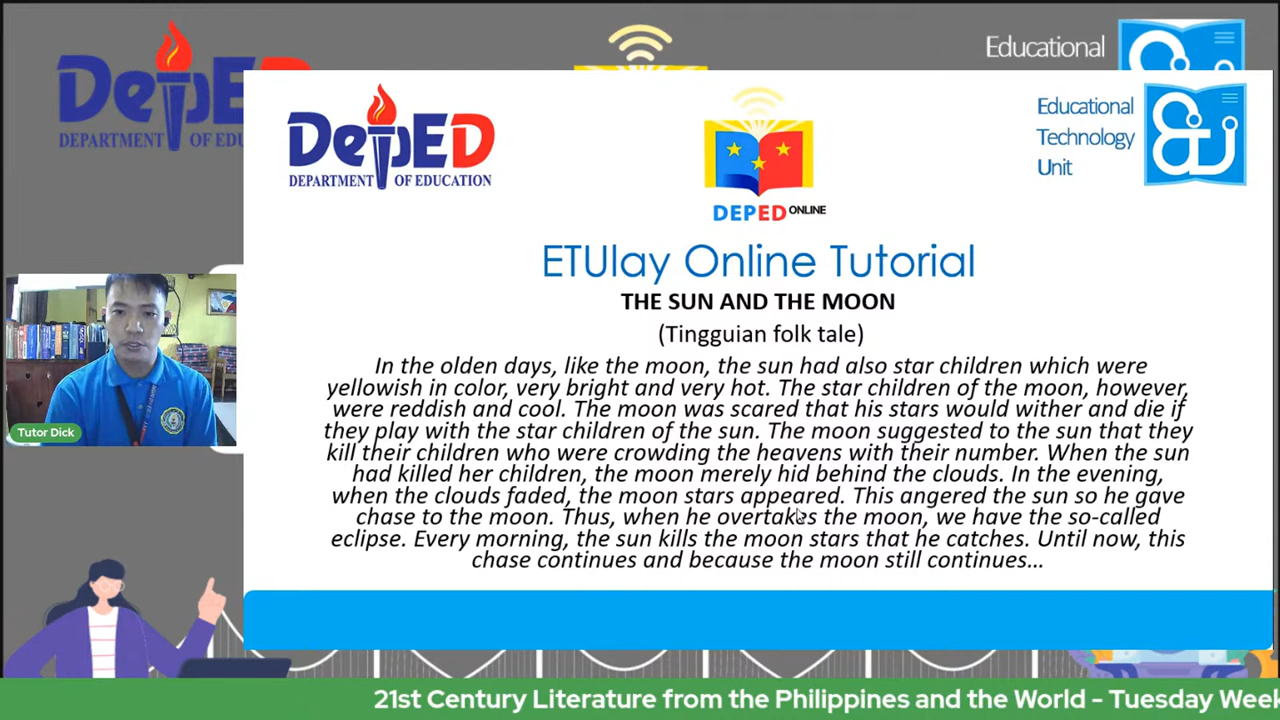 DepED
DEPARTMENT OF EDUCATION
Educational
DepED
DEPARTMENT OF EDUCATION
DEPED ONLINE
Educational
Technology
Unit
ETUlay Online Tutorial
THE SUN AND THE MOON
(Tingguian folk tale)
In the olden days, like the moon, the sun had also star children which were
yellowish in color, very bright and very hot. The star children of the moon, however,
were reddish and cool. The moon was scared that his stars would wither and die if
they play with the star children of the sun. The moon suggested to the sun that they
kill their children who were crowding the heavens with their number. When the sun
had killed her children, the moon merely hid behind the clouds. In the evening,
when the clouds faded, the moon stars appeared. This angered the sun so he gave
chase to the moon. Thus, when he overtakes the moon, we have the so-called
eclipse. Every morning, the sun kills the moon stars that he catches. Until now, this
chase continues and because the moon still continues...
Tutor Dick
21st Century Literature from the Philippines and the World - Tuesday Week